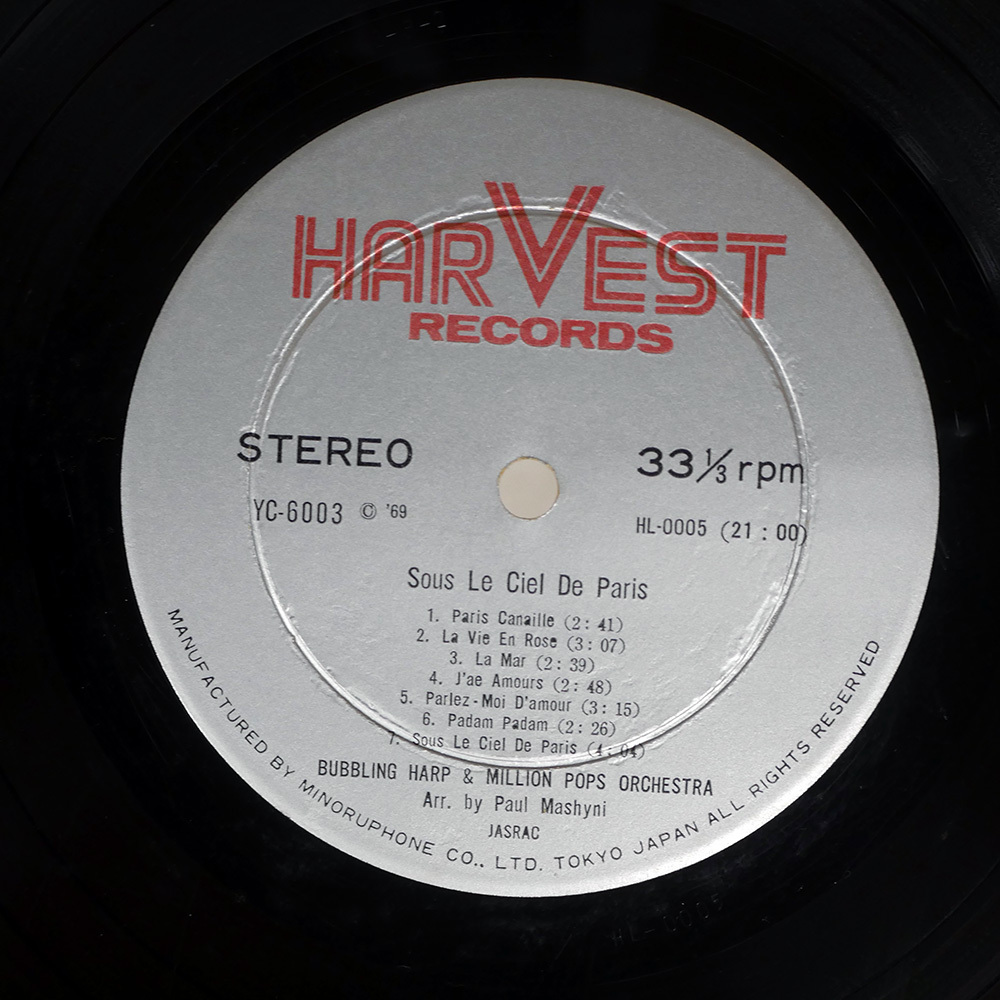 HARVEST
RECORDS
STEREO
33 1/3 rpm
YC-6003 © '69
HL-0005 (21 : 00)
Sous Le Ciel De Paris
1. Paris Canaille (2 : 41)
2. La Vie En Rose (3 : 07)
3. La Mar (2 : 39)
4. J'ae Amours (2 : 48)
5. Parlez-Moi D'amour (3 : 15)
6. Padam Padam (2 : 26)
7. Sous Le Ciel De Paris (4 : 04)
BUBBLING HARP & MILLION POPS ORCHESTRA
Arr. by Paul Mashyni
JASRAC
MANUFACTURED BY MINORUPHONE CO., LTD. TOKYO JAPAN ALL RIGHTS RESERVED